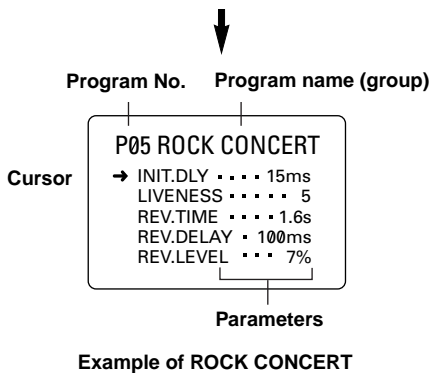 Program No. Program name (group)
P05 ROCK CONCERT
Cursor
➔ INIT.DLY ···· 15ms
LIVENESS ····· 5
REV.TIME ···· 1.6s
REV.DELAY · 100ms
REV.LEVEL ··· 7%
Parameters
Example of ROCK CONCERT